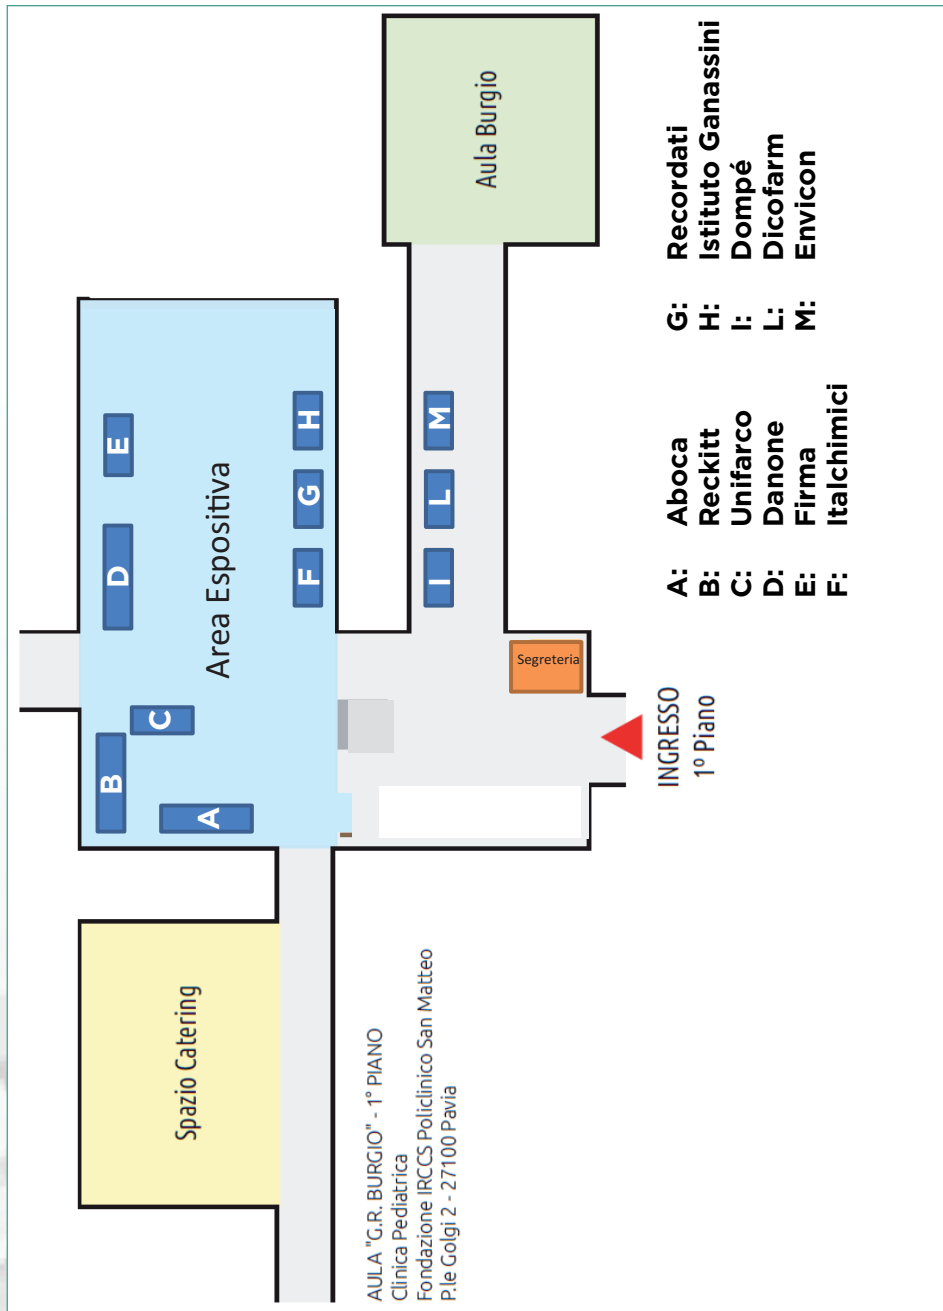 Spazio Catering
Area Espositiva
Aula Burgio
A
B
C
D
E
F
G
H
I
L
M
Segreteria
INGRESSO
1º Piano
AULA "G.R. BURGIO" - 1° PIANO
Clinica Pediatrica
Fondazione IRCCS Policlinico San Matteo
P.le Golgi 2 - 27100 Pavia
A: Aboca
B: Reckitt
C: Unifarco
D: Danone
E: Firma
F: Italchimici
G: Recordati
H: Istituto Ganassini
I: Dompé
L: Dicofarm
M: Envicon